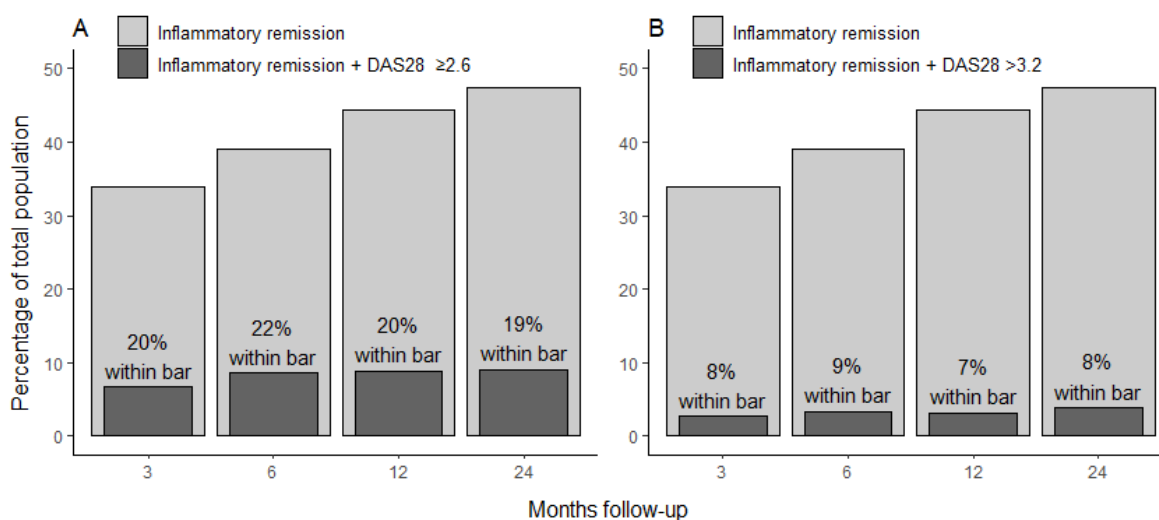 A
Inflammatory remission
Inflammatory remission + DAS28 ≥2.6
Percentage of total population
50
40
30
20
10
0
20%
within bar
22%
within bar
20%
within bar
19%
within bar
3
6
12
24
B
Inflammatory remission
Inflammatory remission + DAS28 >3.2
50
40
30
20
10
0
8%
within bar
9%
within bar
7%
within bar
8%
within bar
3
6
12
24
Months follow-up